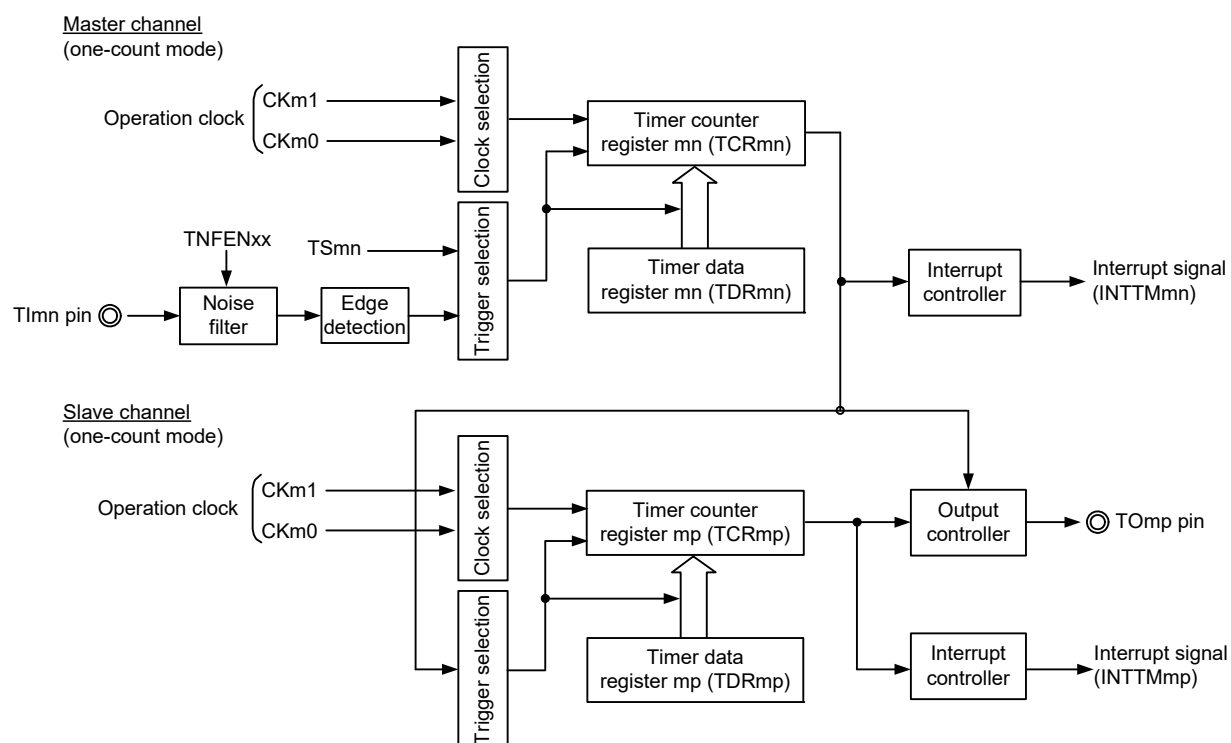 Master channel
(one-count mode)
Operation clock
CKm1
CKm0
Clock selection
Timer counter
register mn (TCRmn)
TNFENxx
TSmn
Trigger selection
Timer data
register mn (TDRmn)
TImn pin
Noise
filter
Edge
detection
Interrupt
controller
Interrupt signal
(INTTMmn)
Slave channel
(one-count mode)
Operation clock
CKm1
CKm0
Clock selection
Timer counter
register mp (TCRmp)
Output
controller
TOmp pin
Trigger selection
Timer data
register mp (TDRmp)
Interrupt
controller
Interrupt signal
(INTTMmp)